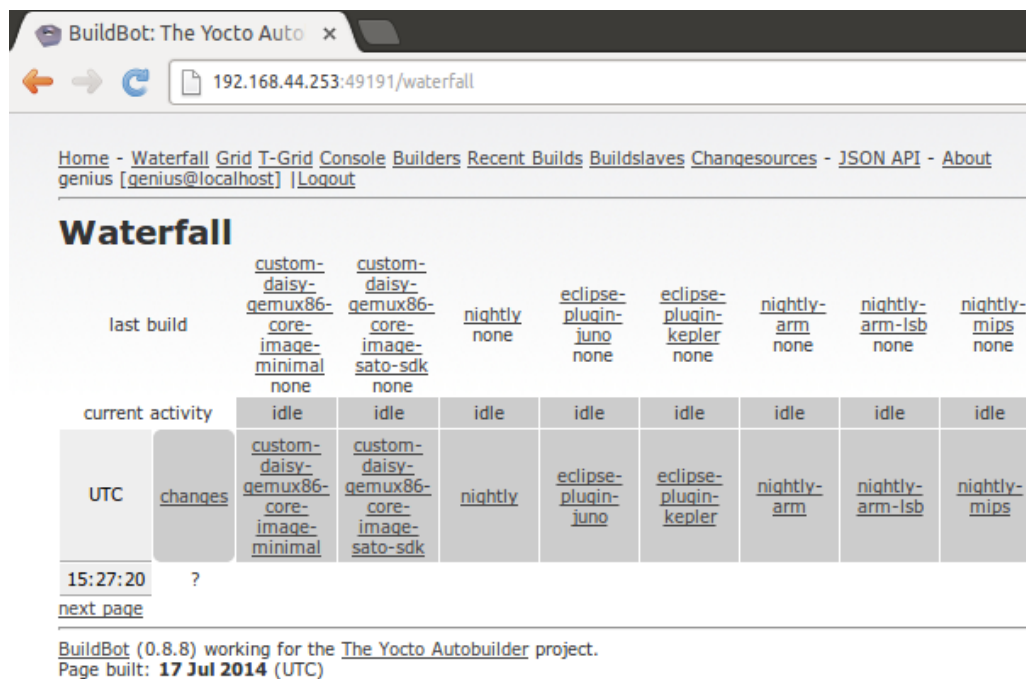 BuildBot: The Yocto Auto
192.168.44.253:49191/waterfall
Home - Waterfall Grid T-Grid Console Builders Recent Builds Buildslaves Changesources - JSON API - About
genius [genius@localhost] |Logout
Waterfall
last build
custom-
daisy-
qemux86-
core-
image-
minimal
none
custom-
daisy-
qemux86-
core-
image-
sato-sdk
none
nightly
none
eclipse-
plugin-
juno
none
eclipse-
plugin-
kepler
none
nightly-
arm
none
nightly-
arm-lsb
none
nightly-
mips
none
current activity idle idle idle idle idle idle idle idle
UTC
changes
custom-
daisy-
qemux86-
core-
image-
minimal
custom-
daisy-
qemux86-
core-
image-
sato-sdk
nightly
eclipse-
plugin-
juno
eclipse-
plugin-
kepler
nightly-
arm
nightly-
arm-lsb
nightly-
mips
15:27:20 ?
next page
BuildBot (0.8.8) working for the The Yocto Autobuilder project.
Page built: 17 Jul 2014 (UTC)